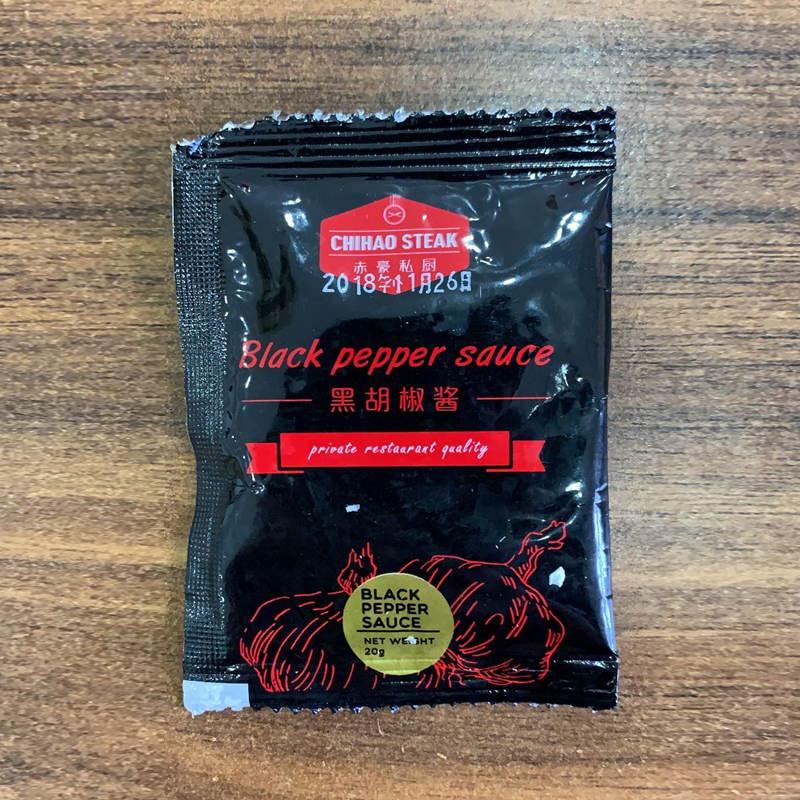 CHIHAO STEAK
赤豪私厨
2018年11月26日
Black pepper sauce
黑胡椒酱
private restaurant quality
BLACK
PEPPER
SAUCE
NET WEIGHT
20g